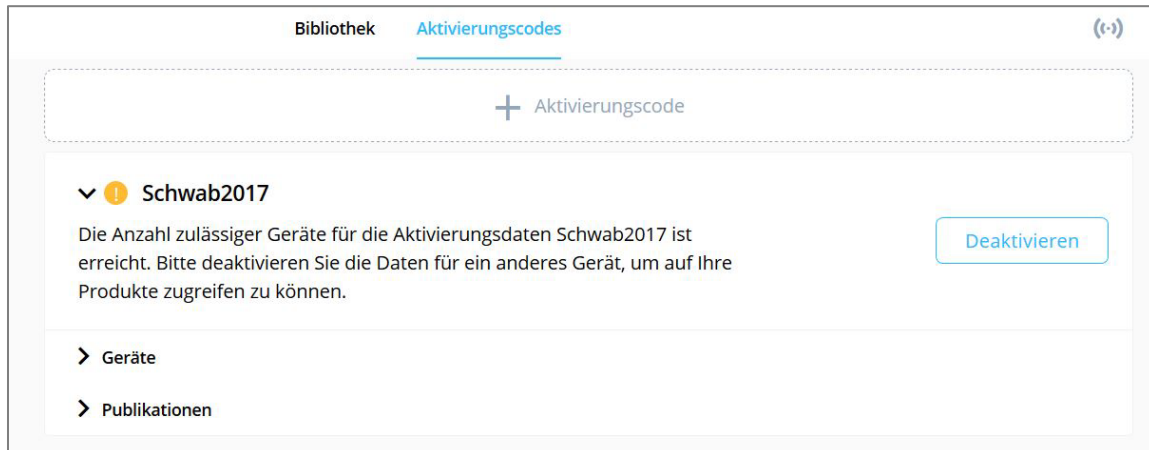 Bibliothek Aktivierungscodes
Aktivierungscode
Schwab2017
Die Anzahl zulässiger Geräte für die Aktivierungsdaten Schwab2017 ist
erreicht. Bitte deaktivieren Sie die Daten für ein anderes Gerät, um auf Ihre
Produkte zugreifen zu können.
Deaktivieren
Geräte
Publikationen